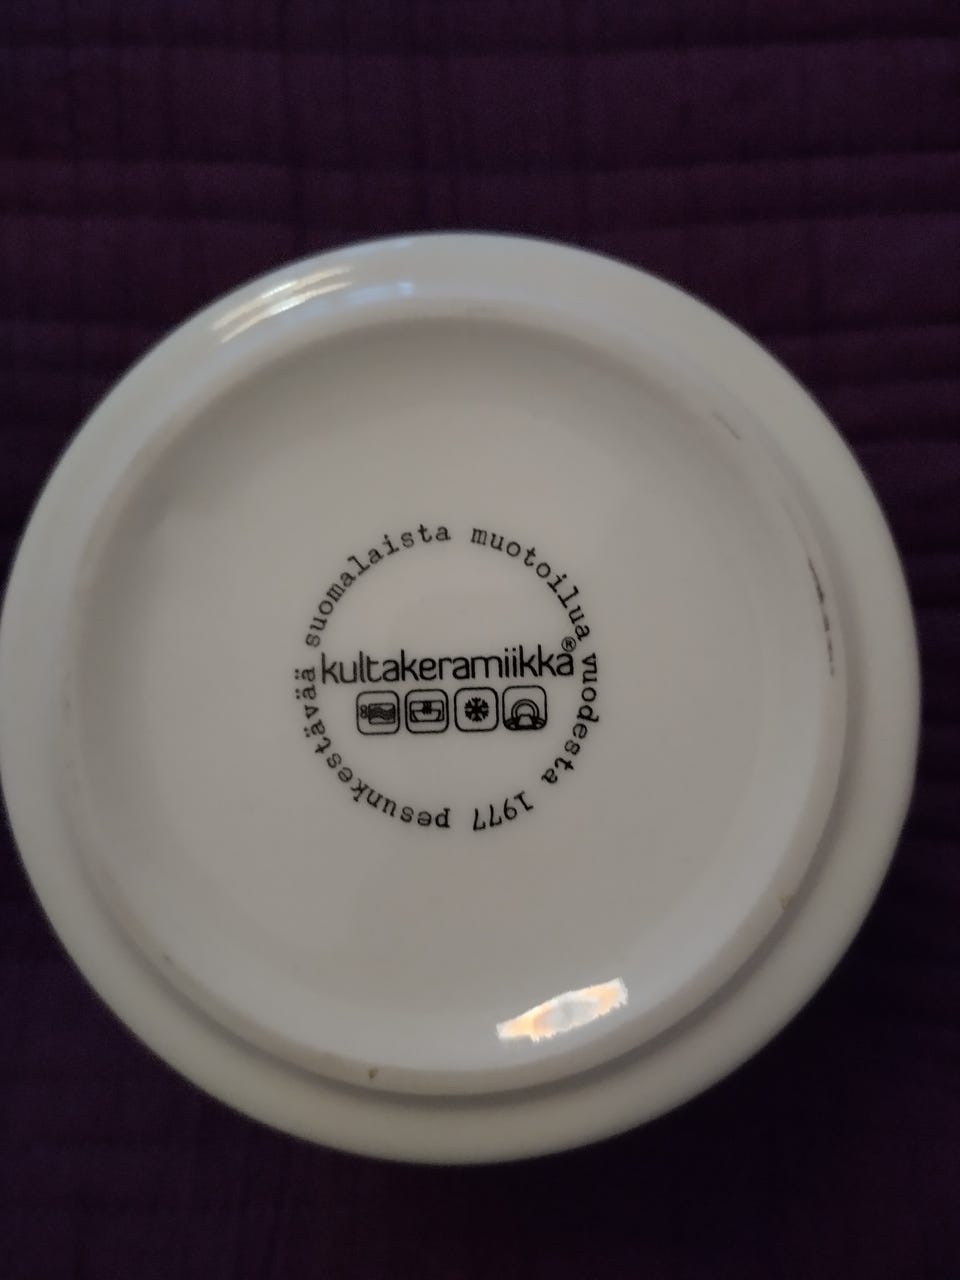 suomalaista muotoilua vuodesta 1977 pesunkestävää
kultakeramiikka®